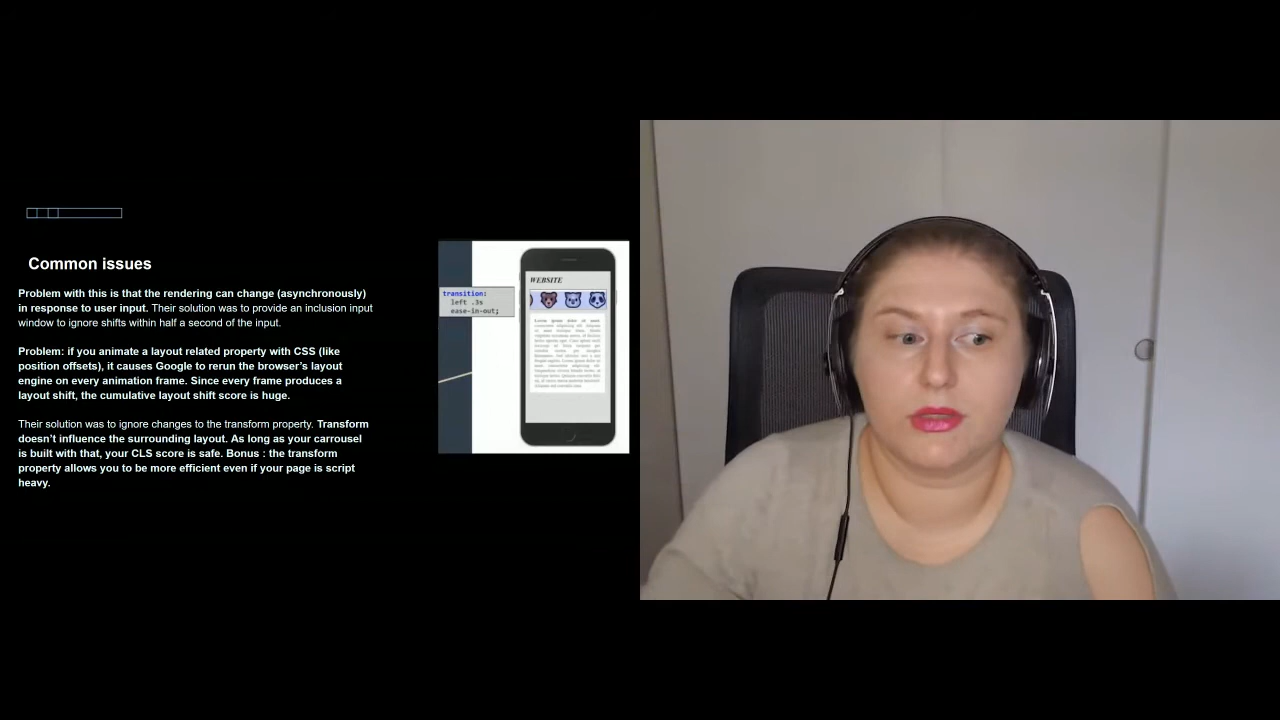 Common issues
Problem with this is that the rendering can change (asynchronously)
in response to user input. Their solution was to provide an inclusion input
window to ignore shifts within half a second of the input.
Problem: if you animate a layout related property with CSS (like
position offsets), it causes Google to rerun the browser's layout
engine on every animation frame. Since every frame produces a
layout shift, the cumulative layout shift score is huge.
Their solution was to ignore changes to the transform property. Transform
doesn't influence the surrounding layout. As long as your carrousel
is built with that, your CLS score is safe. Bonus : the transform
property allows you to be more efficient even if your page is script
heavy.
transition:
left .3s
ease-in-out;
WEBSITE